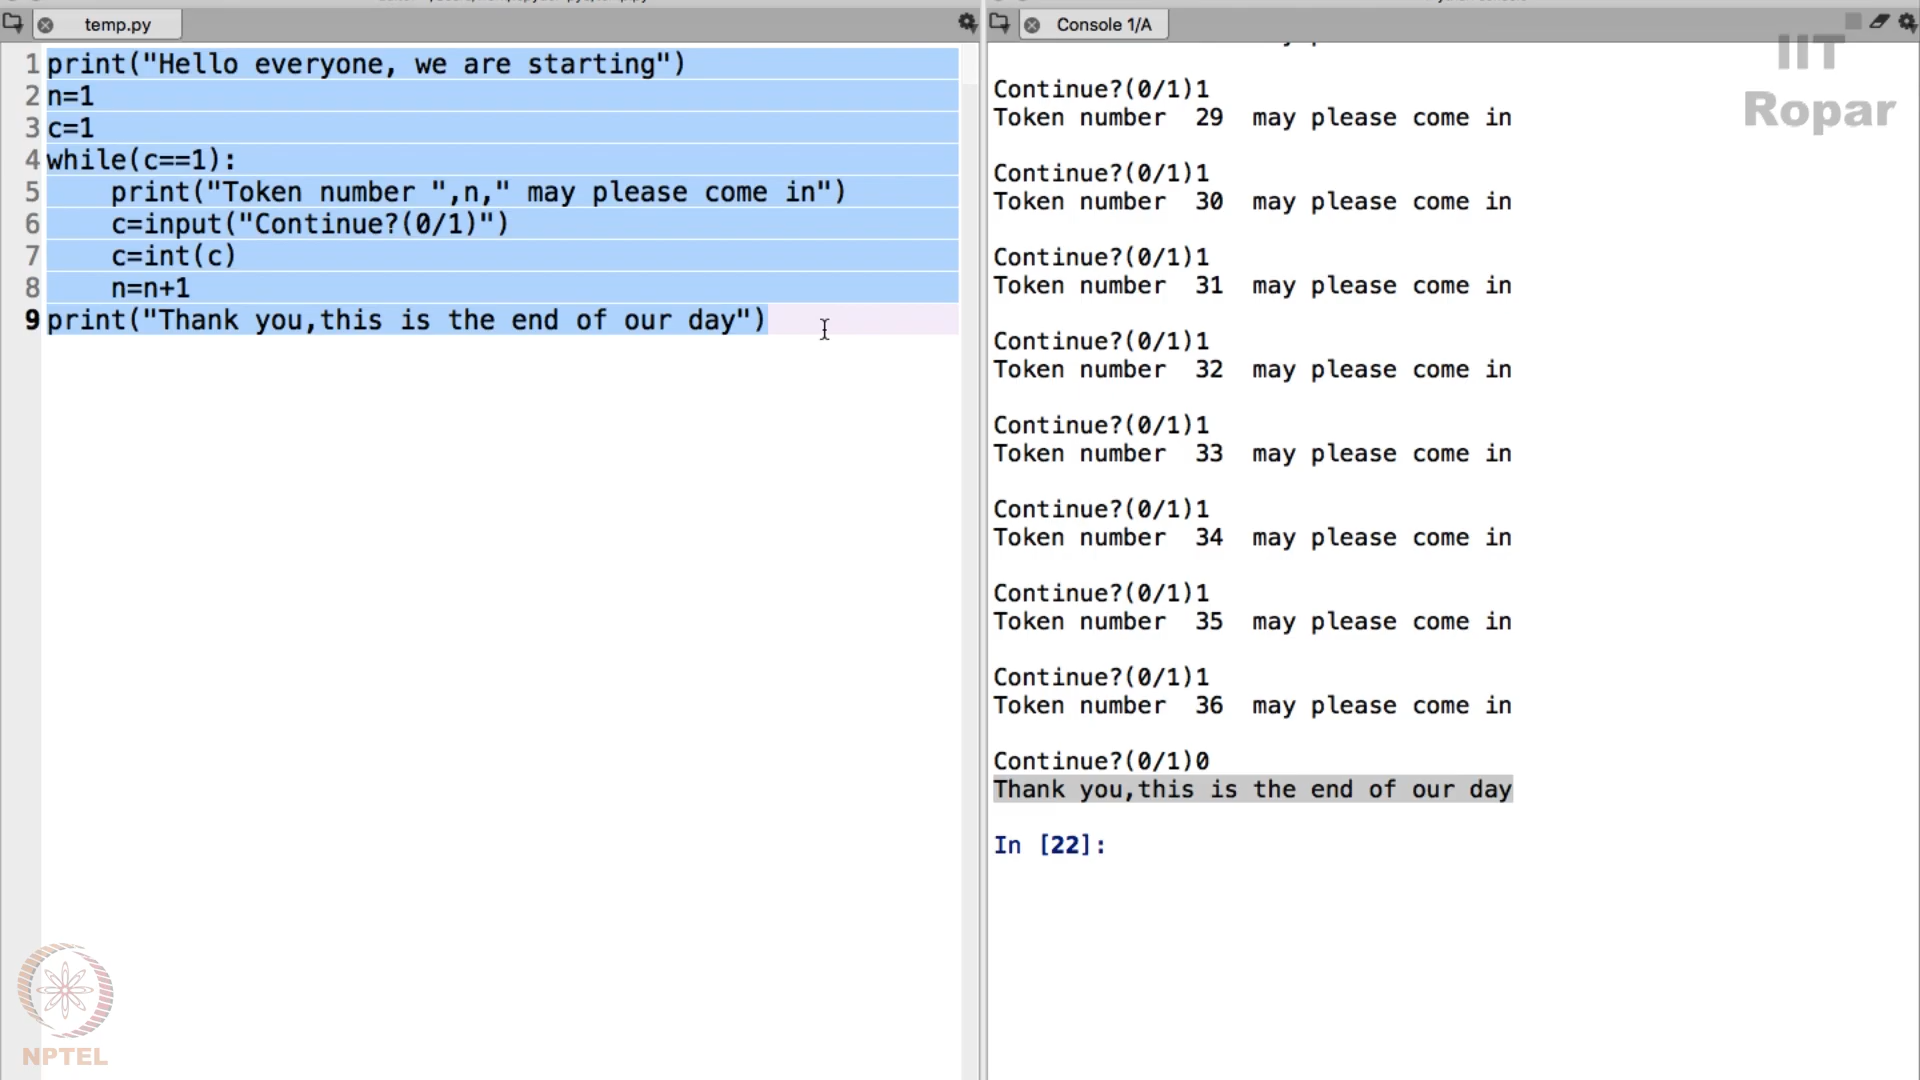 temp.py
1 print("Hello everyone, we are starting")
2 n=1
3 c=1
4 while(c==1):
5     print("Token number ",n," may please come in")
6     c=input("Continue?(0/1)")
7     c=int(c)
8     n=n+1
9 print("Thank you,this is the end of our day")
NPTEL
Console 1/A
IIT
Ropar
Continue?(0/1)1
Token number  29  may please come in
Continue?(0/1)1
Token number  30  may please come in
Continue?(0/1)1
Token number  31  may please come in
Continue?(0/1)1
Token number  32  may please come in
Continue?(0/1)1
Token number  33  may please come in
Continue?(0/1)1
Token number  34  may please come in
Continue?(0/1)1
Token number  35  may please come in
Continue?(0/1)1
Token number  36  may please come in
Continue?(0/1)0
Thank you,this is the end of our day
In [22]: